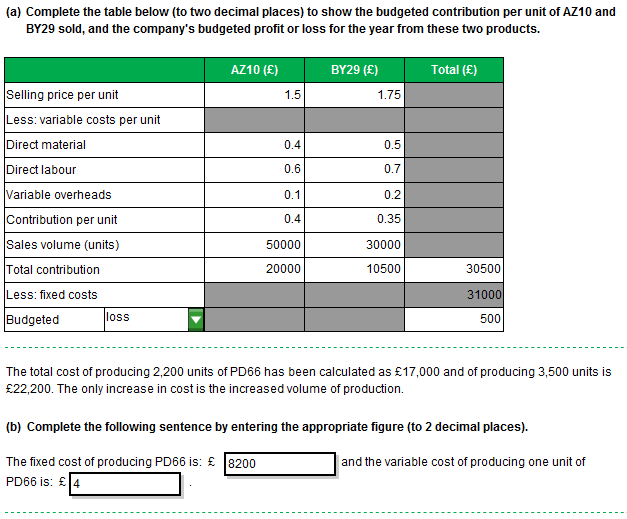 (a) Complete the table below (to two decimal places) to show the budgeted contribution per unit of AZ10 and
BY29 sold, and the company's budgeted profit or loss for the year from these two products.
AZ10 (£) BY29 (£) Total (£)
Selling price per unit 1.5 1.75
Less: variable costs per unit
Direct material 0.4 0.5
Direct labour 0.6 0.7
Variable overheads 0.1 0.2
Contribution per unit 0.4 0.35
Sales volume (units) 50000 30000
Total contribution 20000 10500 30500
Less: fixed costs 31000
Budgeted loss 500
The total cost of producing 2,200 units of PD66 has been calculated as £17,000 and of producing 3,500 units is
£22,200. The only increase in cost is the increased volume of production.
(b) Complete the following sentence by entering the appropriate figure (to 2 decimal places).
The fixed cost of producing PD66 is: £ 8200 and the variable cost of producing one unit of
PD66 is: £ 4 .